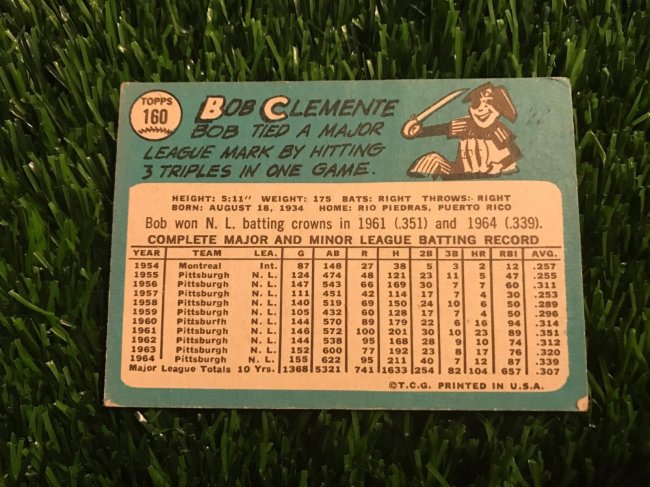 TOPPS
160
BOB CLEMENTE
BOB TIED A MAJOR
LEAGUE MARK BY HITTING
3 TRIPLES IN ONE GAME.
HEIGHT: 5:11" WEIGHT: 175 BATS: RIGHT THROWS: RIGHT
BORN: AUGUST 18, 1934 HOME: RIO PIEDRAS, PUERTO RICO
Bob won N. L. batting crowns in 1961 (.351) and 1964 (.339).
COMPLETE MAJOR AND MINOR LEAGUE BATTING RECORD
YEAR TEAM LEA. G AB R H 2B 3B HR RBI AVG.
1954 Montreal Int. 87 148 27 38 5 3 2 12 .257
1955 Pittsburgh N. L. 124 474 48 121 23 11 5 47 .255
1956 Pittsburgh N. L. 147 543 66 169 30 7 7 60 .311
1957 Pittsburgh N. L. 111 451 42 114 17 7 4 30 .253
1958 Pittsburgh N. L. 140 519 69 150 24 10 6 50 .289
1959 Pittsburgh N. L. 105 432 60 128 17 7 4 50 .296
1960 Pittsburfh N. L. 144 570 89 179 22 6 16 94 .314
1961 Pittsburgh N. L. 146 572 100 201 30 10 23 89 .351
1962 Pittsburgh N. L. 144 538 95 168 28 9 10 74 .312
1963 Pittsburgh N. L. 152 600 77 192 23 8 17 76 .320
1964 Pittsburgh N. L. 155 622 95 211 40 7 12 87 .339
Major League Totals 10 Yrs. 1368 5321 741 1633 254 82 104 657 .307
©T.C.G. PRINTED IN U.S.A.